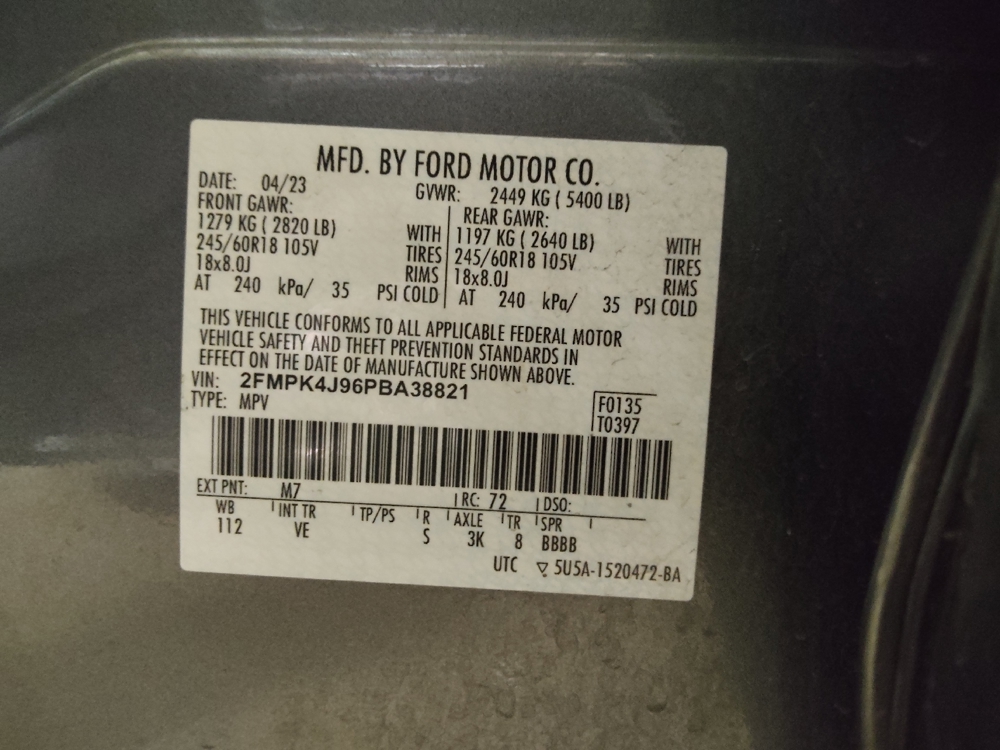 MFD. BY FORD MOTOR CO.
DATE: 04/23 GVWR: 2449 KG ( 5400 LB)
FRONT GAWR: REAR GAWR:
1279 KG ( 2820 LB) WITH 1197 KG ( 2640 LB) WITH
245/60R18 105V TIRES 245/60R18 105V TIRES
18x8.0J RIMS 18x8.0J RIMS
AT 240 kPa/ 35 PSI COLD AT 240 kPa/ 35 PSI COLD
THIS VEHICLE CONFORMS TO ALL APPLICABLE FEDERAL MOTOR
VEHICLE SAFETY AND THEFT PREVENTION STANDARDS IN
EFFECT ON THE DATE OF MANUFACTURE SHOWN ABOVE.
VIN: 2FMPK4J96PBA38821
TYPE: MPV F0135
T0397
EXT PNT: M7 RC: 72 DSO:
WB INT TR TP/PS R AXLE TR SPR
112 VE S 3K 8 BBBB
UTC ▽ 5U5A-1520472-BA